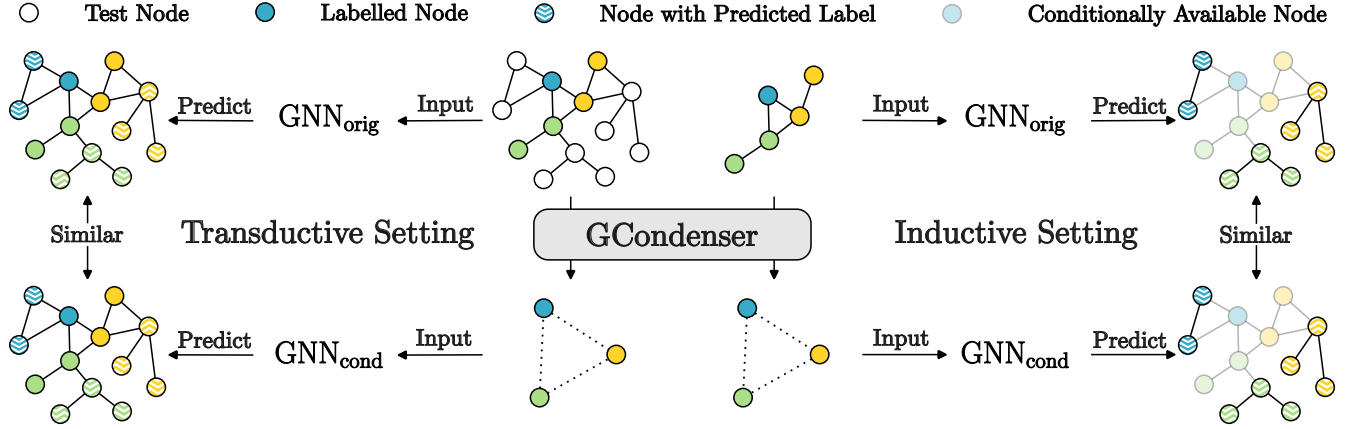 Test Node Labelled Node Node with Predicted Label Conditionally Available Node
Predict GNN_orig Input Input GNN_orig Predict
Similar Transductive Setting GCondenser Inductive Setting Similar
Predict GNN_cond Input Input GNN_cond Predict